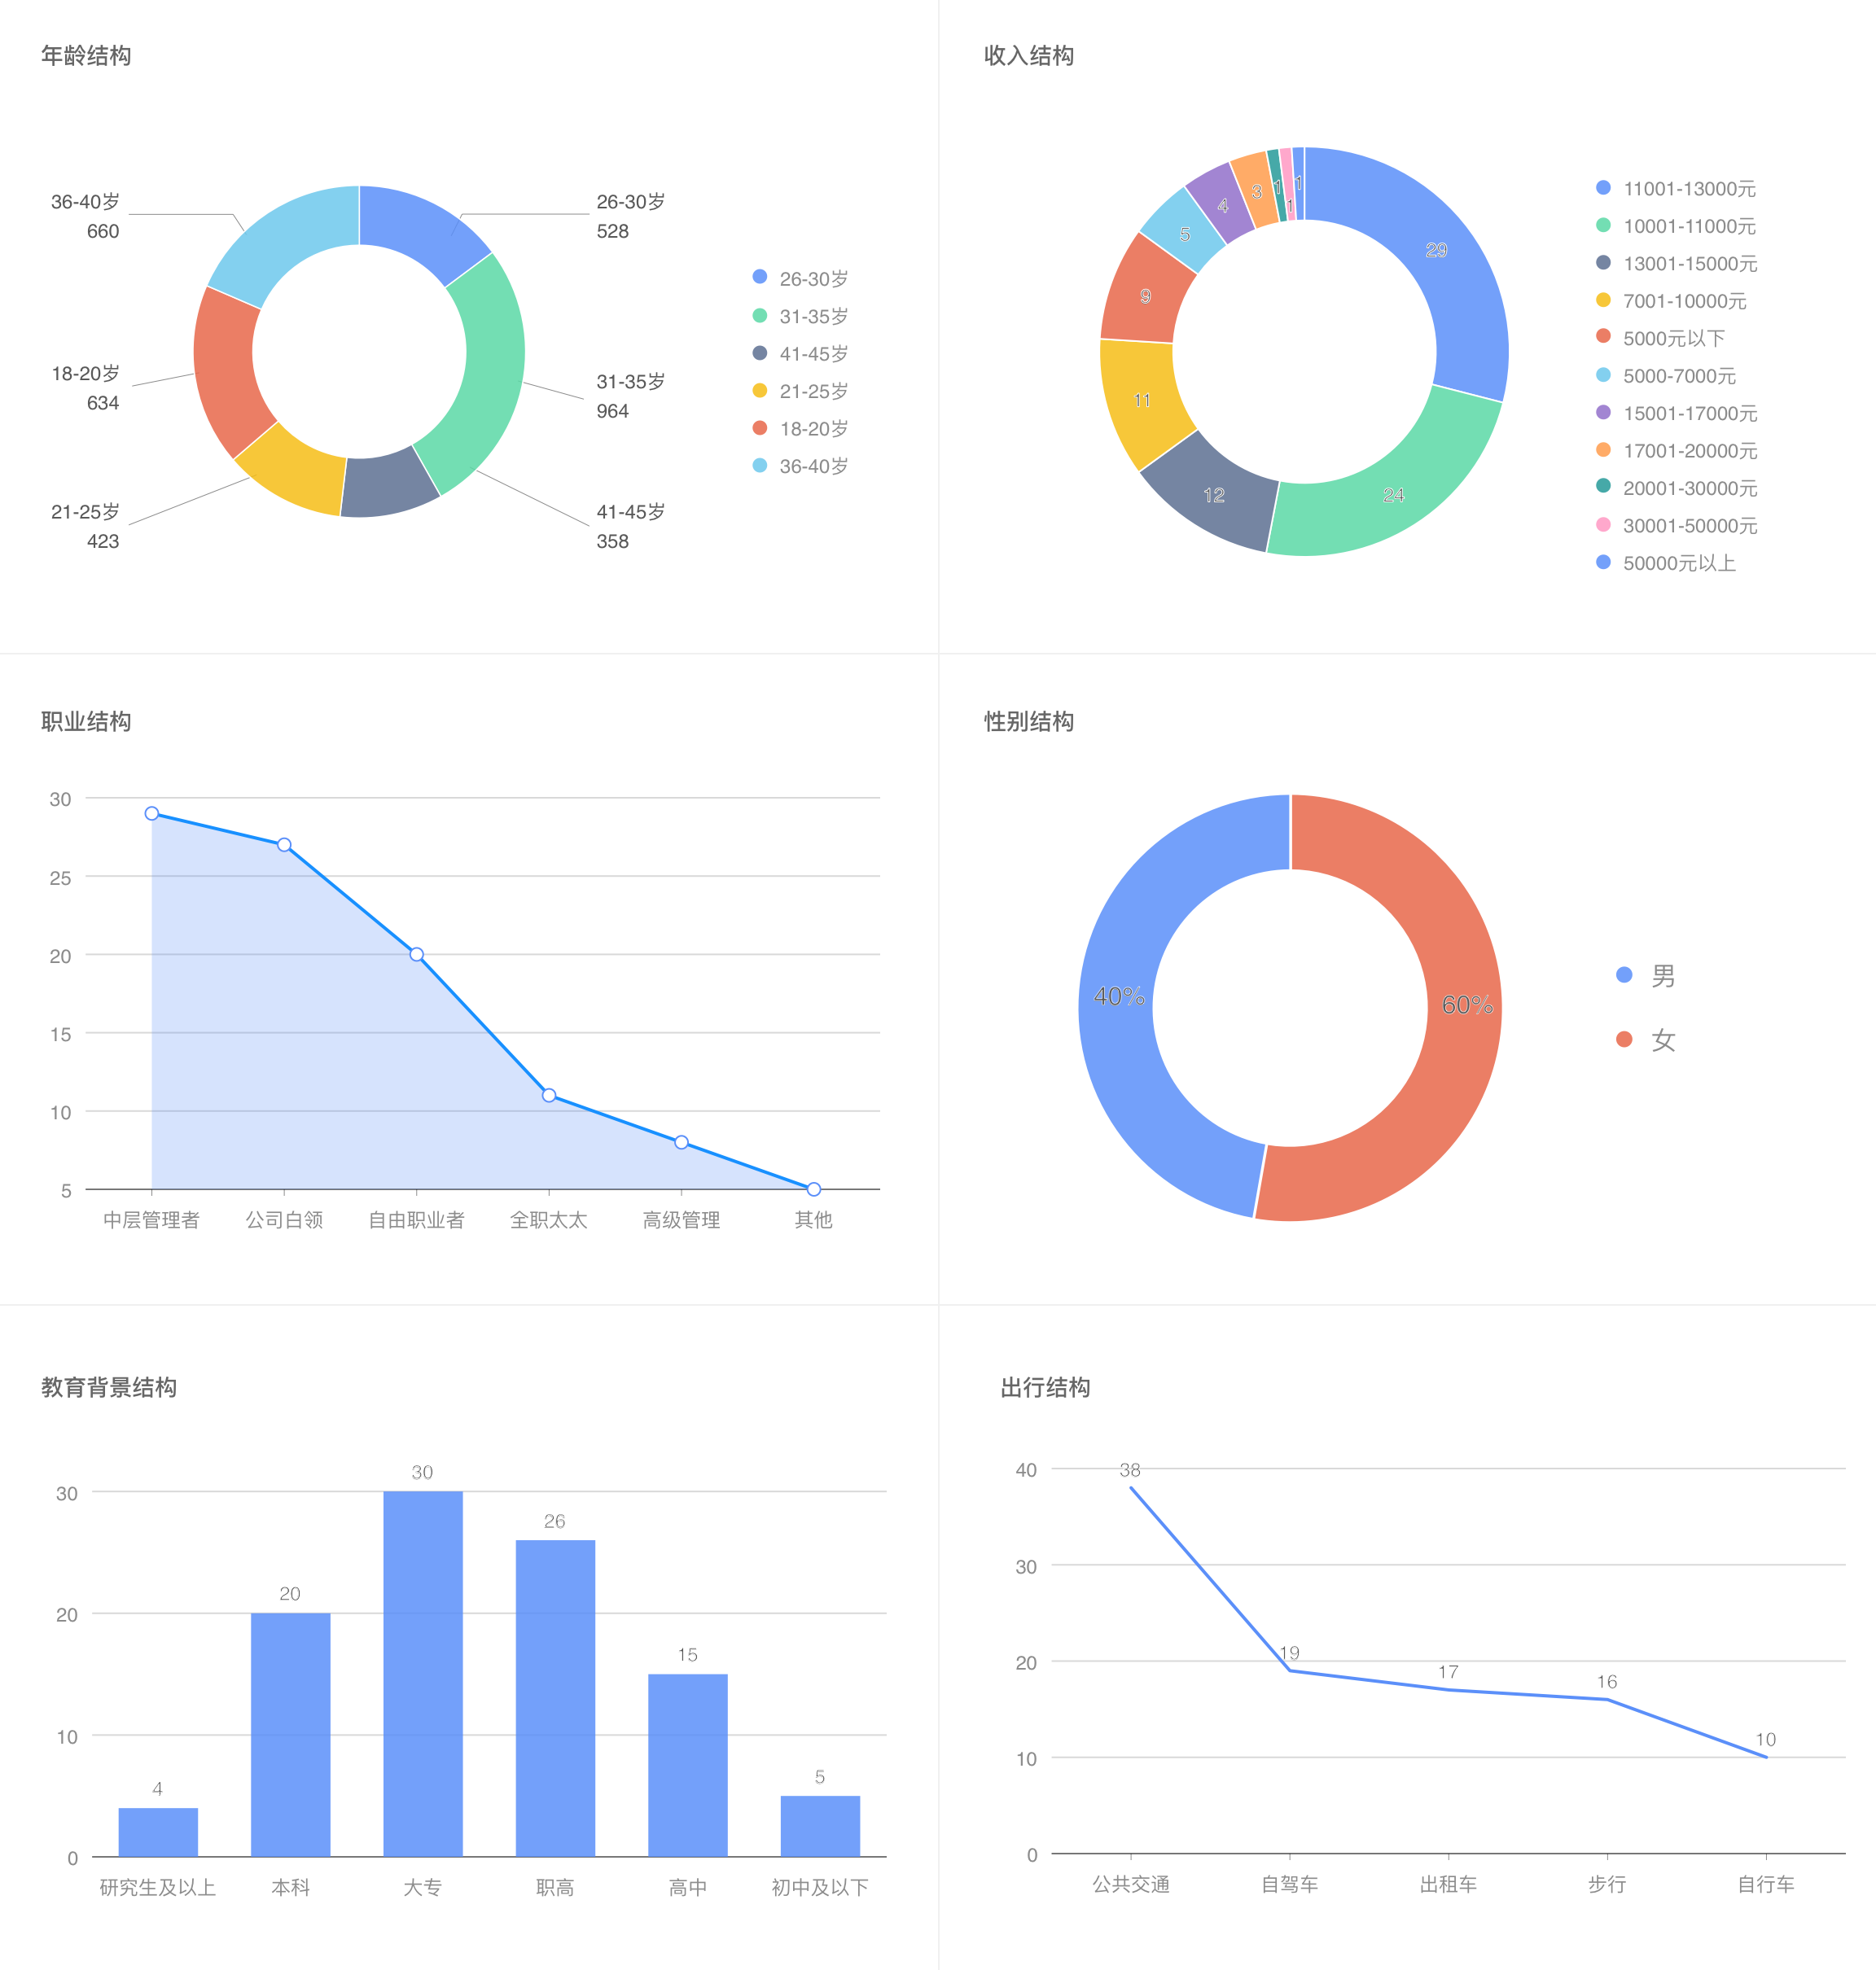 年龄结构
36-40岁
660
26-30岁
528
18-20岁
634
31-35岁
964
21-25岁
423
41-45岁
358
26-30岁
31-35岁
41-45岁
21-25岁
18-20岁
36-40岁
收入结构
29
24
12
11
9
5
4
3
1
1
1
11001-13000元
10001-11000元
13001-15000元
7001-10000元
5000元以下
5000-7000元
15001-17000元
17001-20000元
20001-30000元
30001-50000元
50000元以上
职业结构
30
25
20
15
10
5
中层管理者 公司白领 自由职业者 全职太太 高级管理 其他
性别结构
40%
60%
男
女
教育背景结构
30
20
10
0
4
20
30
26
15
5
研究生及以上 本科 大专 职高 高中 初中及以下
出行结构
40
30
20
10
0
38
19
17
16
10
公共交通 自驾车 出租车 步行 自行车